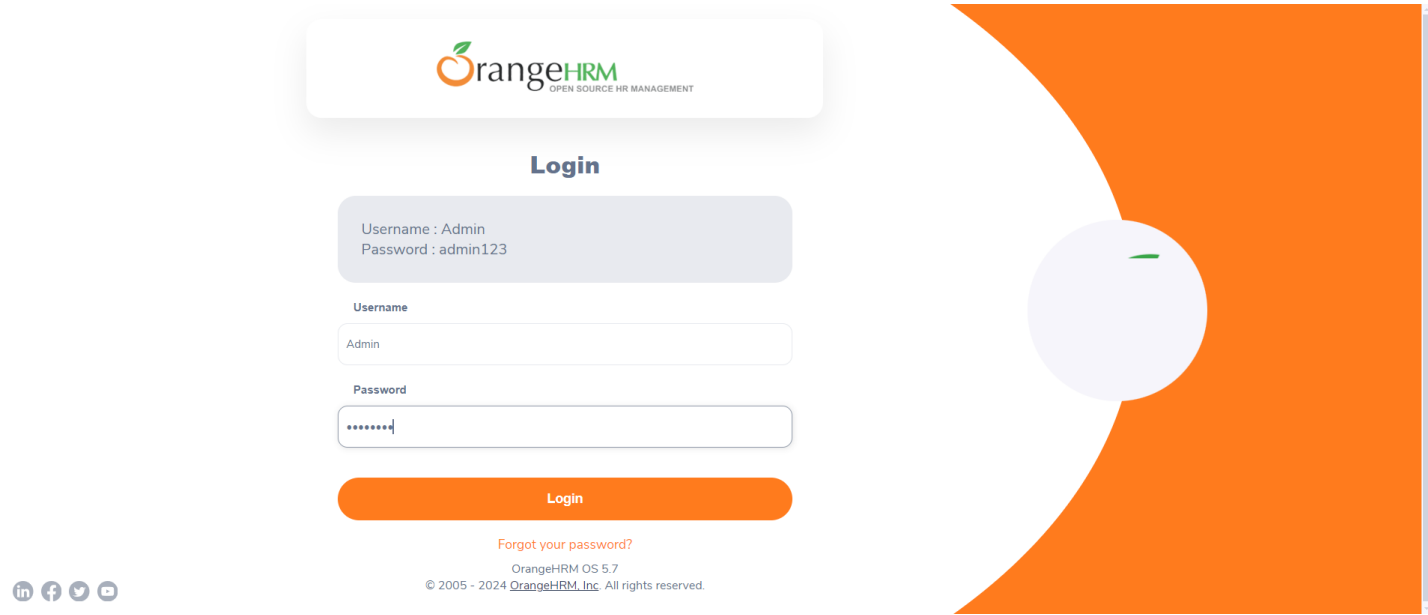 OrangeHRM
OPEN SOURCE HR MANAGEMENT
Login
Username : Admin
Password : admin123
Username
Admin
Password
••••••••
Login
Forgot your password?
OrangeHRM OS 5.7
© 2005 - 2024 OrangeHRM, Inc. All rights reserved.